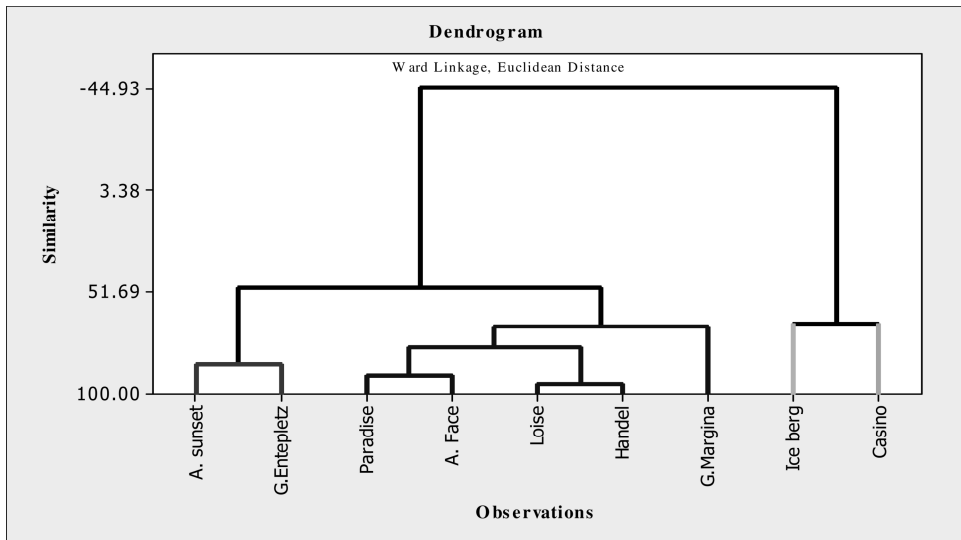 Dendrogram
Ward Linkage, Euclidean Distance
-44.93
3.38
51.69
100.00
Similarity
A. sunset
G.Entepletz
Paradise
A. Face
Loise
Handel
G.Margina
Ice berg
Casino
Observations